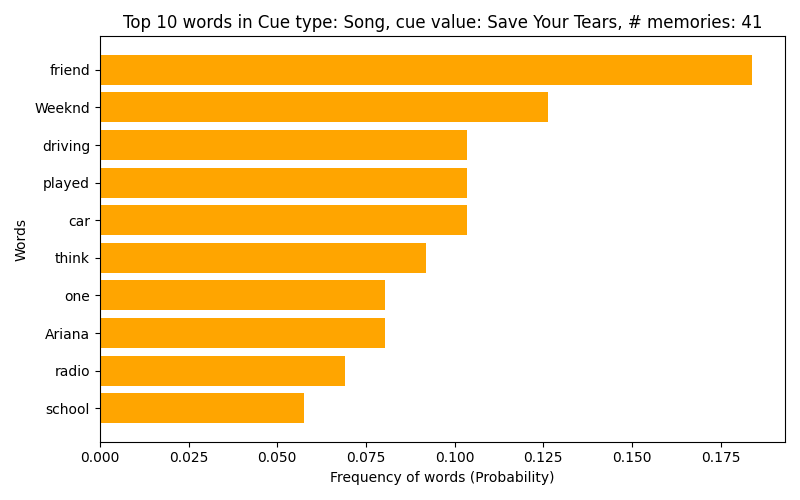 Top 10 words in Cue type: Song, cue value: Save Your Tears, # memories: 41
friend
Weeknd
driving
played
car
think
one
Ariana
radio
school
Words
0.000 0.025 0.050 0.075 0.100 0.125 0.150 0.175
Frequency of words (Probability)